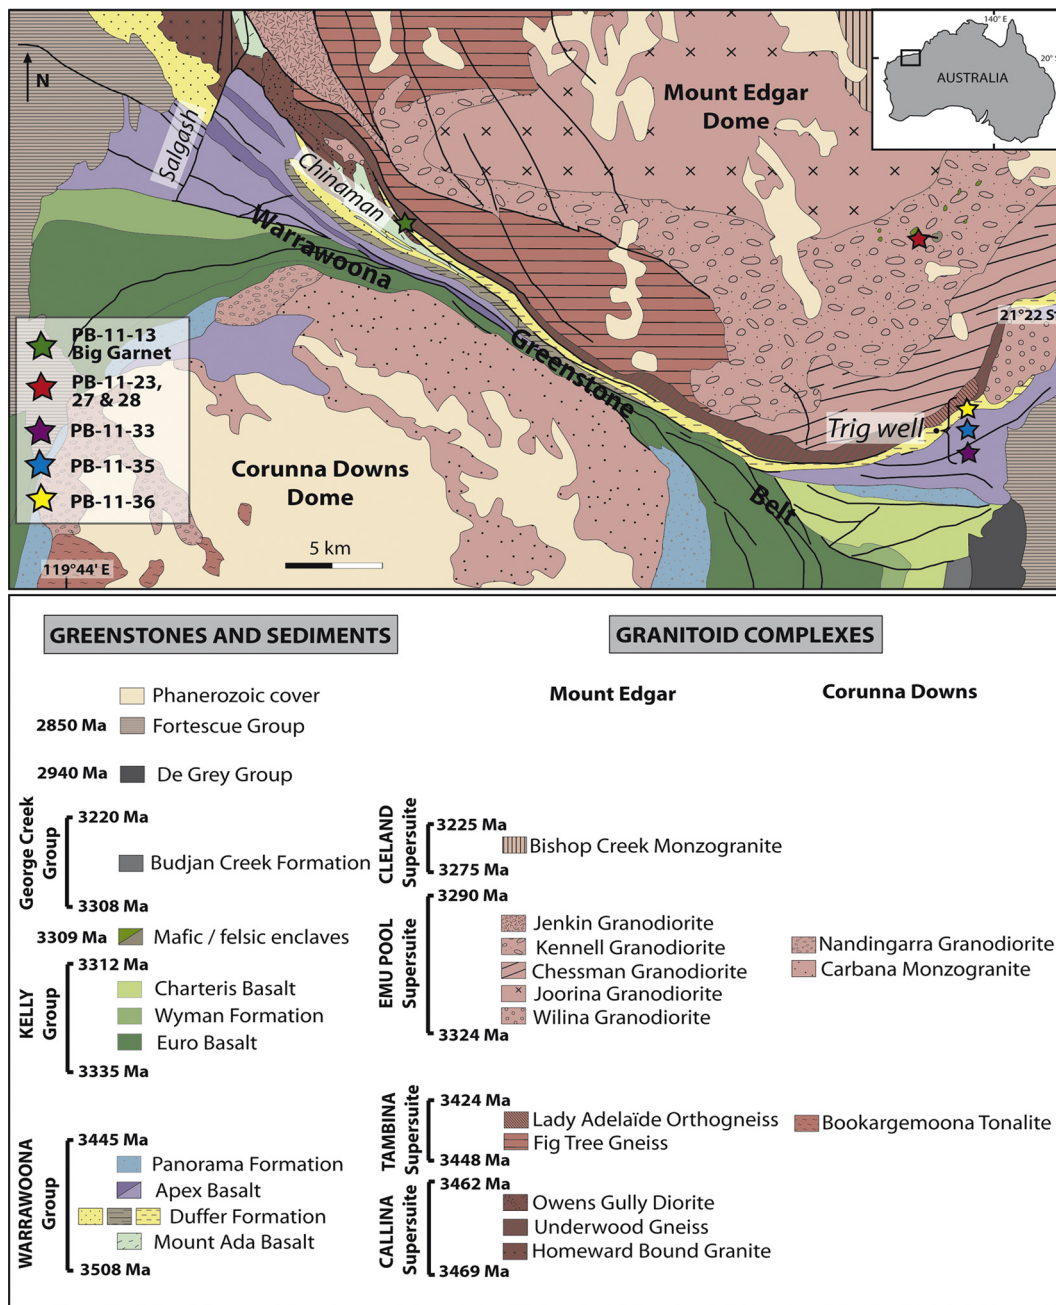 N
Salgash
Chinaman
Warrawoona
Greenstone
Belt
Mount Edgar
Dome
140° E
20° S
AUSTRALIA
21°22 S
Trig well
PB-11-13
Big Garnet
PB-11-23,
27 & 28
PB-11-33
PB-11-35
PB-11-36
Corunna Downs
Dome
5 km
119°44' E
GREENSTONES AND SEDIMENTS
Phanerozoic cover
2850 Ma Fortescue Group
2940 Ma De Grey Group
George Creek
Group
3220 Ma
Budjan Creek Formation
3308 Ma
3309 Ma Mafic / felsic enclaves
KELLY
Group
3312 Ma
Charteris Basalt
Wyman Formation
Euro Basalt
3335 Ma
WARRAWOONA
Group
3445 Ma
Panorama Formation
Apex Basalt
Duffer Formation
Mount Ada Basalt
3508 Ma
GRANITOID COMPLEXES
Mount Edgar
Corunna Downs
CLELAND
Supersuite
3225 Ma
Bishop Creek Monzogranite
3275 Ma
EMU POOL
Supersuite
3290 Ma
Jenkin Granodiorite
Kennell Granodiorite
Chessman Granodiorite
Joorina Granodiorite
Wilina Granodiorite
3324 Ma
Nandingarra Granodiorite
Carbana Monzogranite
TAMBINA
Supersuite
3424 Ma
Lady Adelaïde Orthogneiss
Fig Tree Gneiss
3448 Ma
Bookargemoona Tonalite
CALLINA
Supersuite
3462 Ma
Owens Gully Diorite
Underwood Gneiss
Homeward Bound Granite
3469 Ma